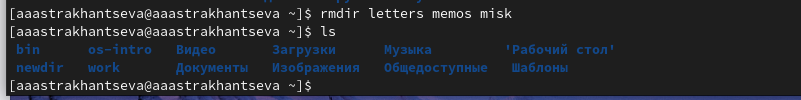 [aaastrakhantseva@aaastrakhantseva ~]$ rmdir letters memos misk
[aaastrakhantseva@aaastrakhantseva ~]$ ls
bin os-intro Видео Загрузки Музыка 'Рабочий стол'
newdir work Документы Изображения Общедоступные Шаблоны
[aaastrakhantseva@aaastrakhantseva ~]$